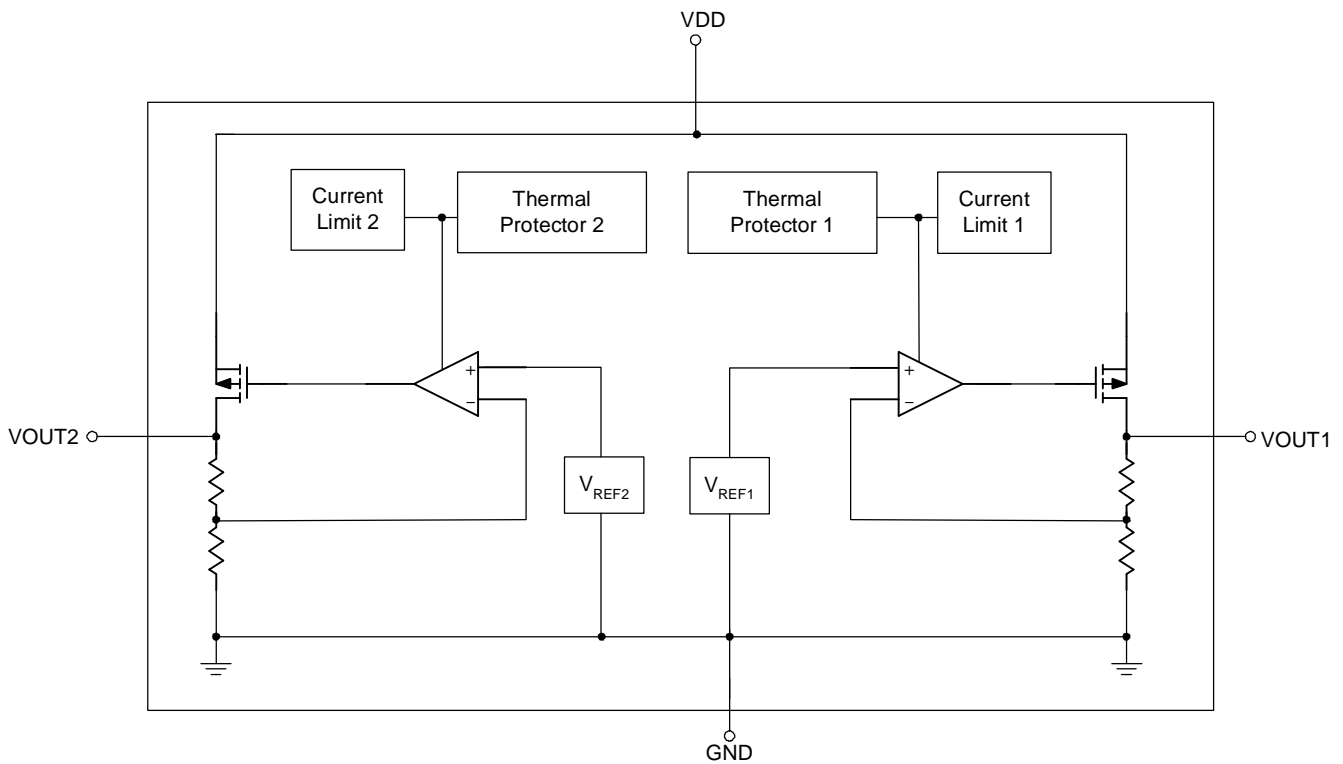 VDD
Current
Limit 2
Thermal
Protector 2
Thermal
Protector 1
Current
Limit 1
+
−
+
−
VOUT2
VOUT1
VREF2
VREF1
GND